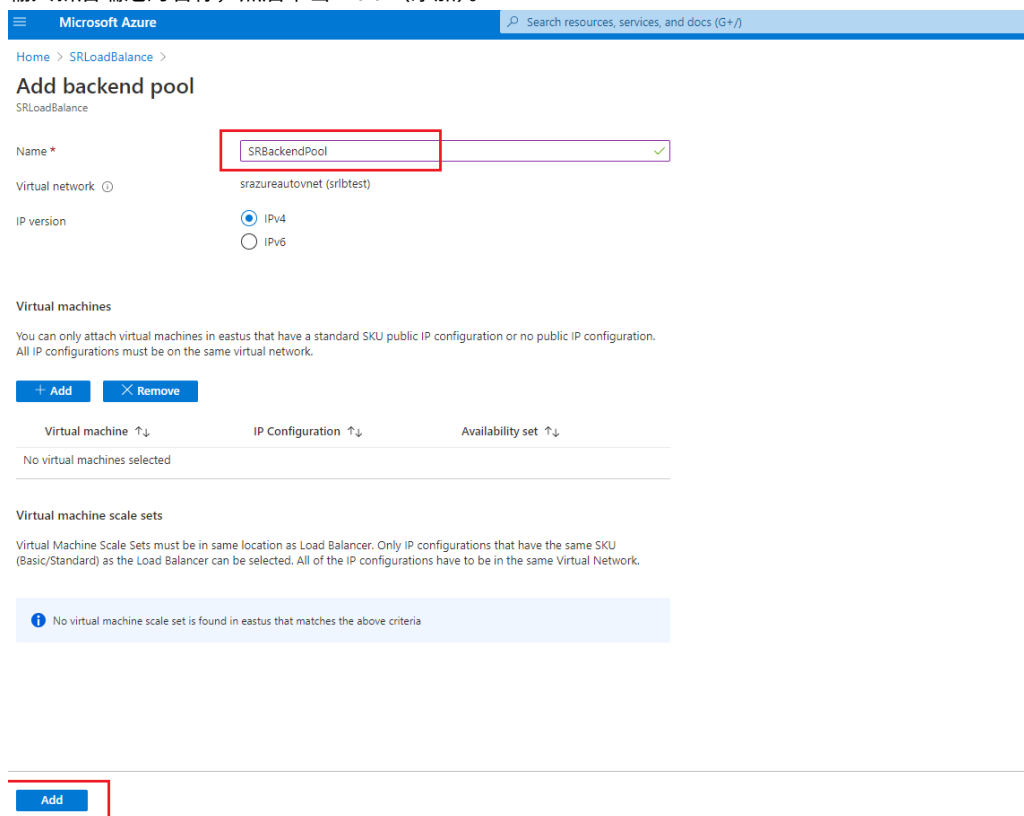 Microsoft Azure
Search resources, services, and docs (G+/)
Home > SRLoadBalance >
Add backend pool
SRLoadBalance
Name *
SRBackendPool
Virtual network
srazureautovnet (srlbtest)
IP version
IPv4
IPv6
Virtual machines
You can only attach virtual machines in eastus that have a standard SKU public IP configuration or no public IP configuration.
All IP configurations must be on the same virtual network.
+ Add
× Remove
Virtual machine ↑↓
IP Configuration ↑↓
Availability set ↑↓
No virtual machines selected
Virtual machine scale sets
Virtual Machine Scale Sets must be in same location as Load Balancer. Only IP configurations that have the same SKU
(Basic/Standard) as the Load Balancer can be selected. All of the IP configurations have to be in the same Virtual Network.
No virtual machine scale set is found in eastus that matches the above criteria
Add